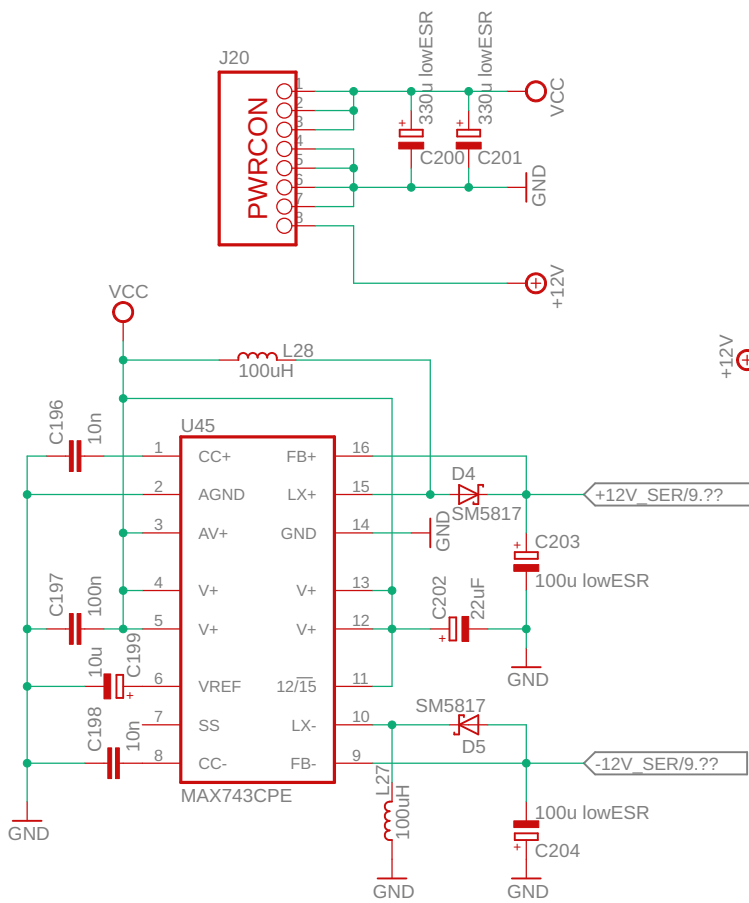 J20
PWRCON
1
2
3
4
5
6
7
8
330u lowESR
330u lowESR
+
+
C200
C201
VCC
GND
+12V
VCC
+12V
L28
100uH
C196
10n
U45
1
CC+
FB+
16
2
AGND
LX+
15
D4
SM5817
+12V_SER/9.??
3
AV+
GND
14
GND
C203
+
100u lowESR
C197
100n
4
V+
V+
13
5
V+
V+
12
C202
22uF
+
GND
10u
C199
+
6
VREF
12/15
11
7
SS
LX-
10
SM5817
D5
C198
10n
8
CC-
FB-
9
-12V_SER/9.??
MAX743CPE
L27
100uH
100u lowESR
+
C204
GND
GND
GND